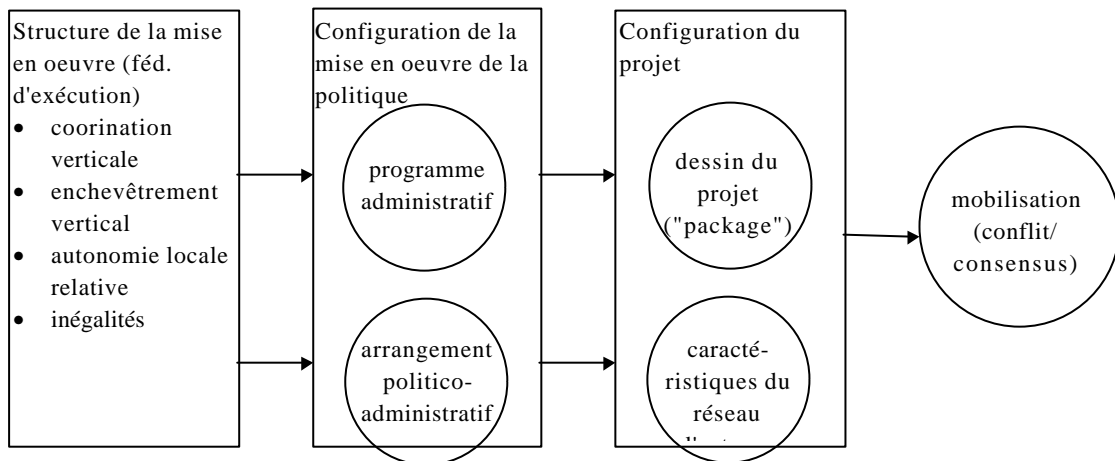 Structure de la mise
en oeuvre (féd.
d'exécution)
• coorination
verticale
• enchevêtrement
vertical
• autonomie locale
relative
• inégalités
Configuration de la
mise en oeuvre de la
politique
programme
administratif
arrangement
politico-
administratif
Configuration du
projet
dessin du
projet
("package")
caracté-
ristiques du
réseau
mobilisation
(conflit/
consensus)